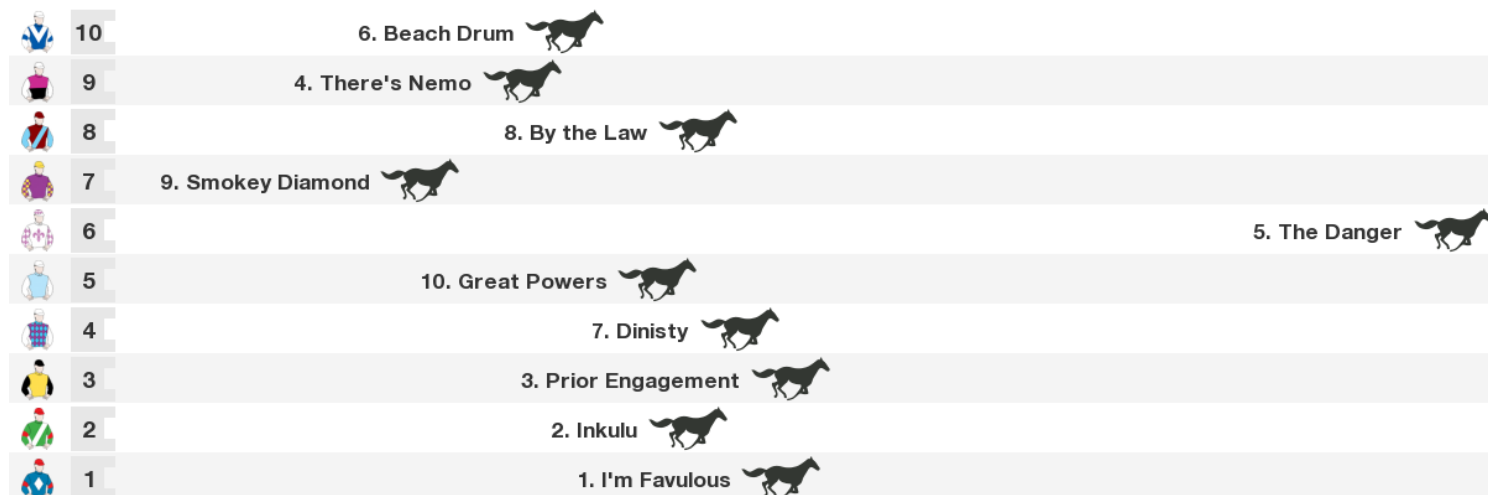 10 6. Beach Drum
9 4. There's Nemo
8 8. By the Law
7 9. Smokey Diamond
6 5. The Danger
5 10. Great Powers
4 7. Dinisty
3 3. Prior Engagement
2 2. Inkulu
1 1. I'm Favulous